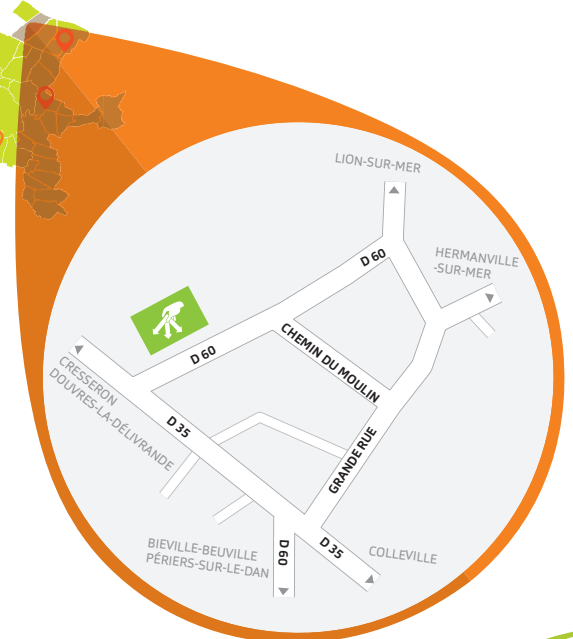 LION-SUR-MER
HERMANVILLE
-SUR-MER
D 60
CHEMIN DU MOULIN
D 60
CRESSERON
DOUVRES-LA-DÉLIVRANDE
D 35
GRANDE RUE
BIEVILLE-BEUVILLE
PÉRIERS-SUR-LE-DAN
D 60
D 35
COLLEVILLE